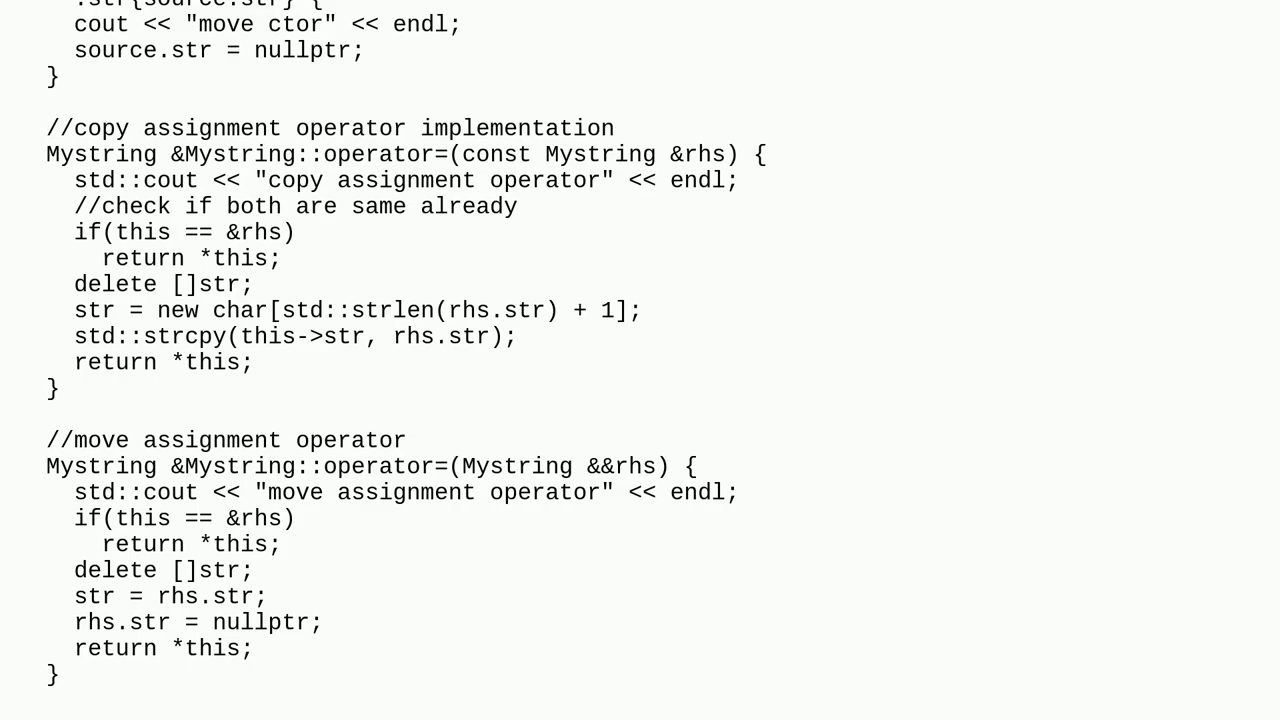 :str{source.str} {
cout << "move ctor" << endl;
source.str = nullptr;
}
//copy assignment operator implementation
Mystring &Mystring::operator=(const Mystring &rhs) {
std::cout << "copy assignment operator" << endl;
//check if both are same already
if(this == &rhs)
return *this;
delete []str;
str = new char[std::strlen(rhs.str) + 1];
std::strcpy(this->str, rhs.str);
return *this;
}
//move assignment operator
Mystring &Mystring::operator=(Mystring &&rhs) {
std::cout << "move assignment operator" << endl;
if(this == &rhs)
return *this;
delete []str;
str = rhs.str;
rhs.str = nullptr;
return *this;
}